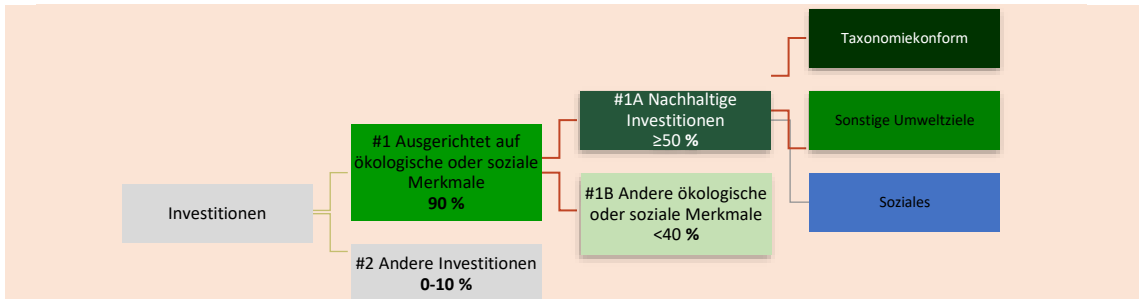 Investitionen
#1 Ausgerichtet auf
ökologische oder soziale
Merkmale
90 %
#2 Andere Investitionen
0-10 %
#1A Nachhaltige
Investitionen
≥50 %
#1B Andere ökologische
oder soziale Merkmale
<40 %
Taxonomiekonform
Sonstige Umweltziele
Soziales